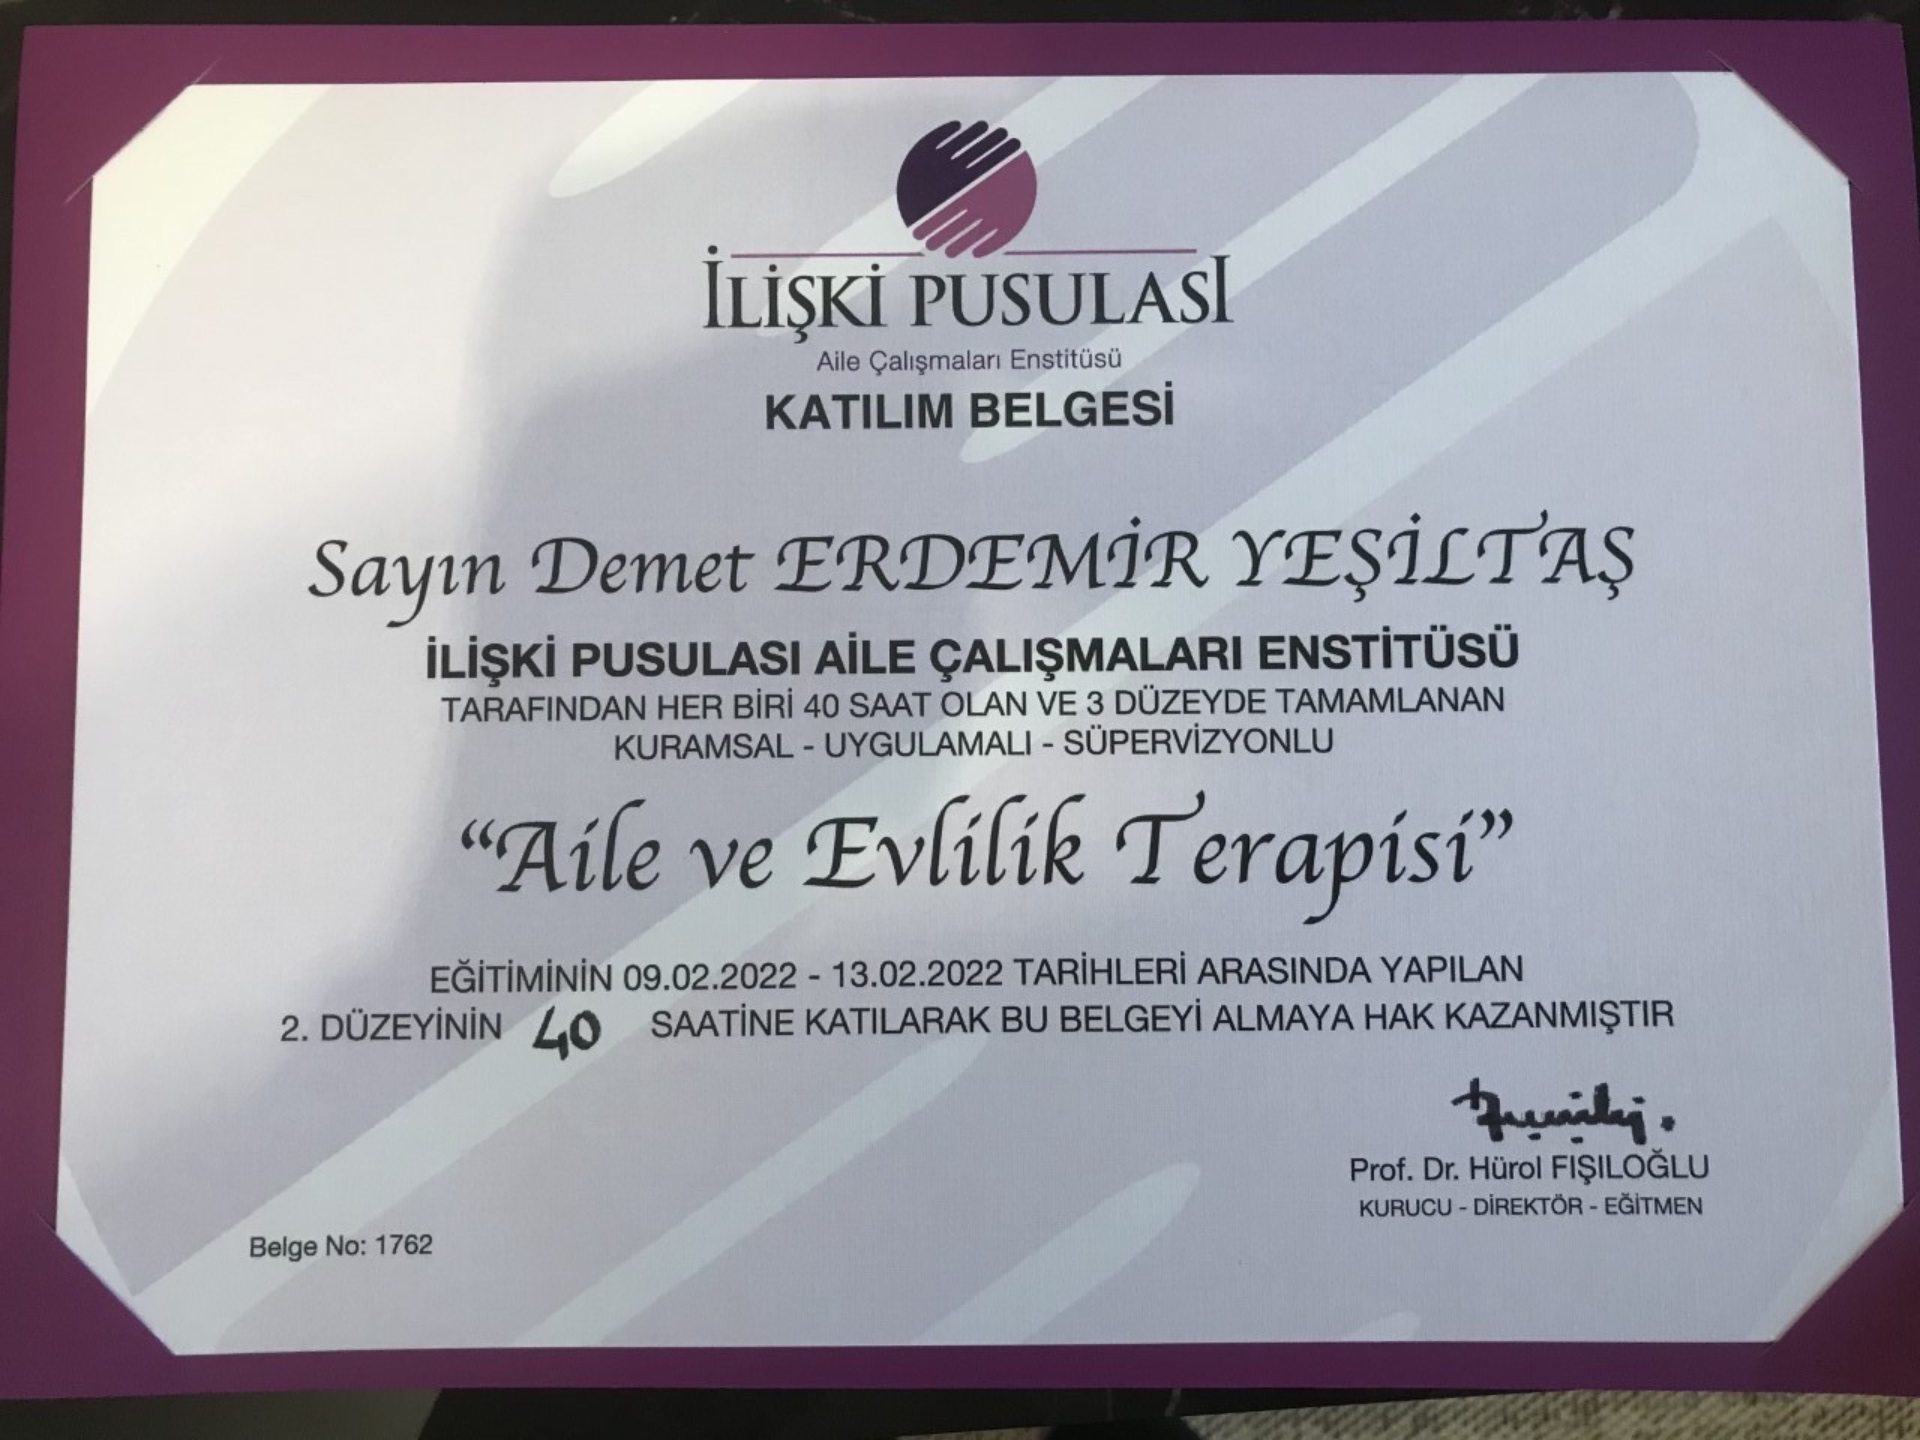 İLİŞKİ PUSULASI
Aile Çalışmaları Enstitüsü
KATILIM BELGESİ
Sayın Demet ERDEMİR YEŞİLTAŞ
İLİŞKİ PUSULASI AİLE ÇALIŞMALARI ENSTİTÜSÜ
TARAFINDAN HER BİRİ 40 SAAT OLAN VE 3 DÜZEYDE TAMAMLANAN
KURAMSAL - UYGULAMALI - SÜPERVİZYONLU
“Aile ve Evlilik Terapisi”
EĞİTİMİNİN 09.02.2022 - 13.02.2022 TARİHLERİ ARASINDA YAPILAN
2. DÜZEYİNİN 40 SAATİNE KATILARAK BU BELGEYİ ALMAYA HAK KAZANMIŞTIR
Prof. Dr. Hürol FIŞILOĞLU
KURUCU - DİREKTÖR - EĞİTMEN
Belge No: 1762